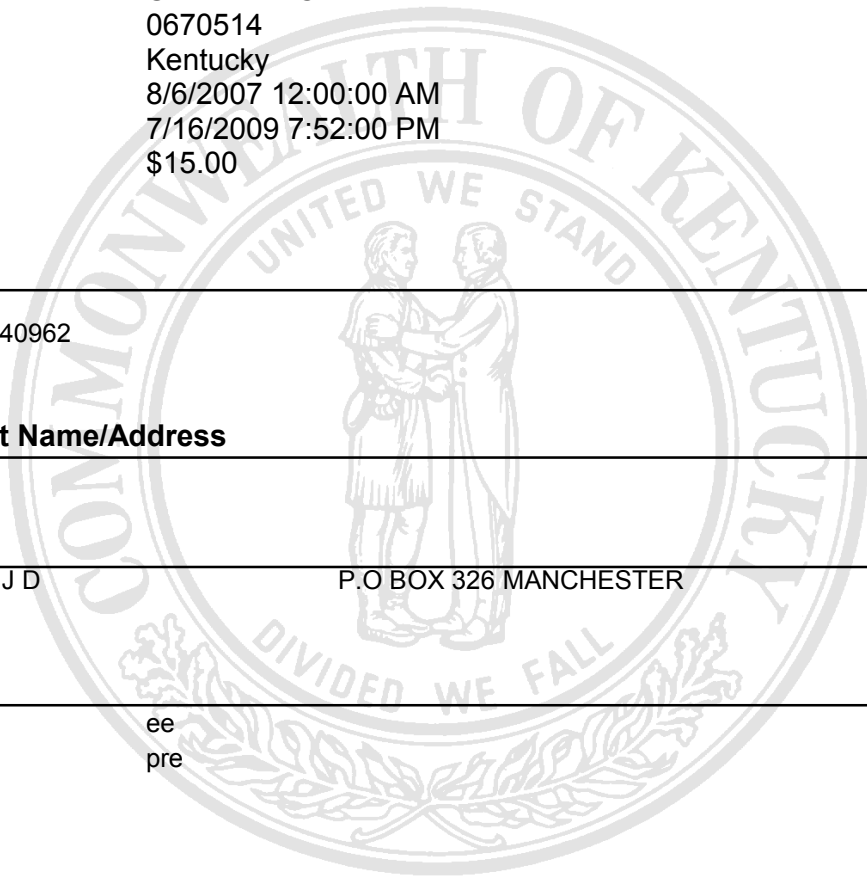 0670514
Kentucky
8/6/2007 12:00:00 AM
7/16/2009 7:52:00 PM
$15.00
COMMONWEALTH OF KENTUCKY
UNITED WE STAND
40962
t Name/Address
J D P.O BOX 326 MANCHESTER
DIVIDED WE FALL
ee
pre